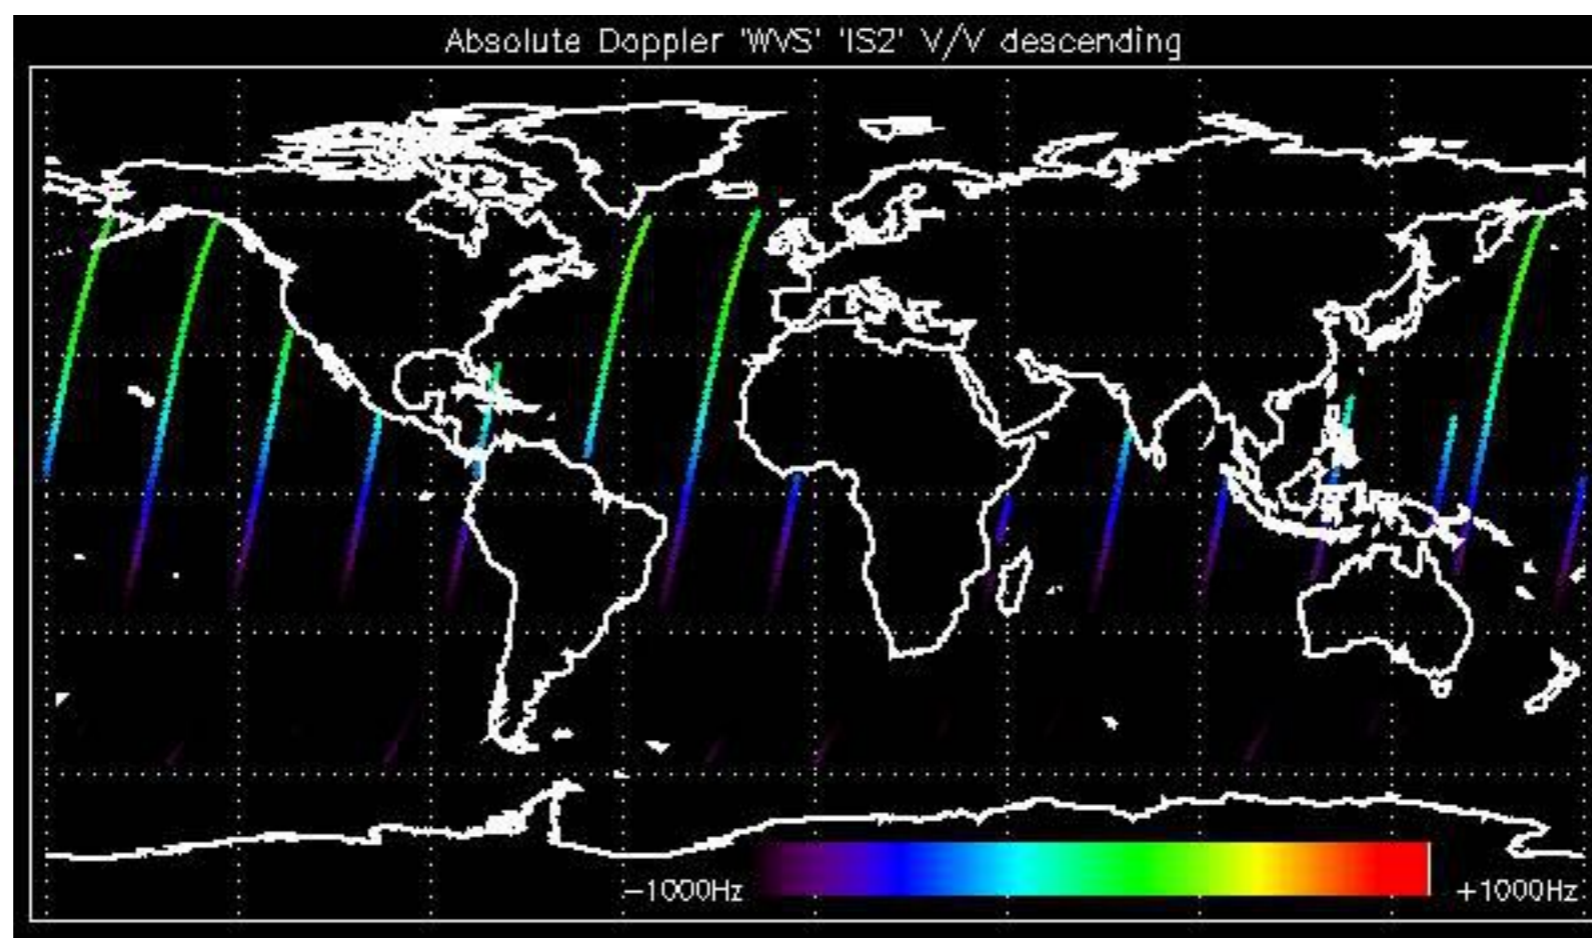 Absolute Doppler 'WVS' 'IS2' V/V descending
−1000Hz +1000Hz